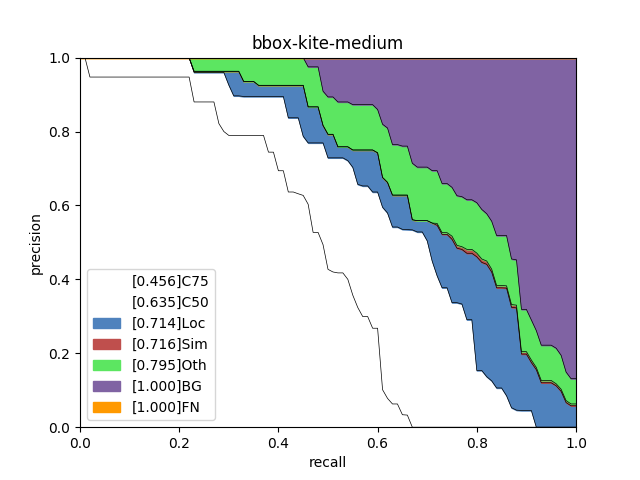 bbox-kite-medium
1.0
0.8
0.6
0.4
0.2
0.0
precision
[0.456]C75
[0.635]C50
[0.714]Loc
[0.716]Sim
[0.795]Oth
[1.000]BG
[1.000]FN
0.0 0.2 0.4 0.6 0.8 1.0
recall